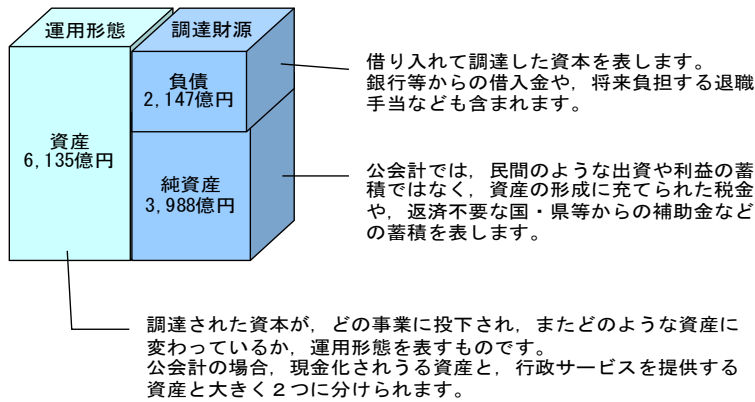 運用形態
調達財源
負債
2,147億円
資産
6,135億円
純資産
3,988億円
借り入れて調達した資本を表します。
銀行等からの借入金や，将来負担する退職
手当なども含まれます。
公会計では，民間のような出資や利益の蓄
積ではなく，資産の形成に充てられた税金
や，返済不要な国・県等からの補助金など
の蓄積を表します。
調達された資本が，どの事業に投下され，またどのような資産に
変わっているか，運用形態を表すものです。
公会計の場合，現金化されうる資産と，行政サービスを提供する
資産と大きく２つに分けられます。